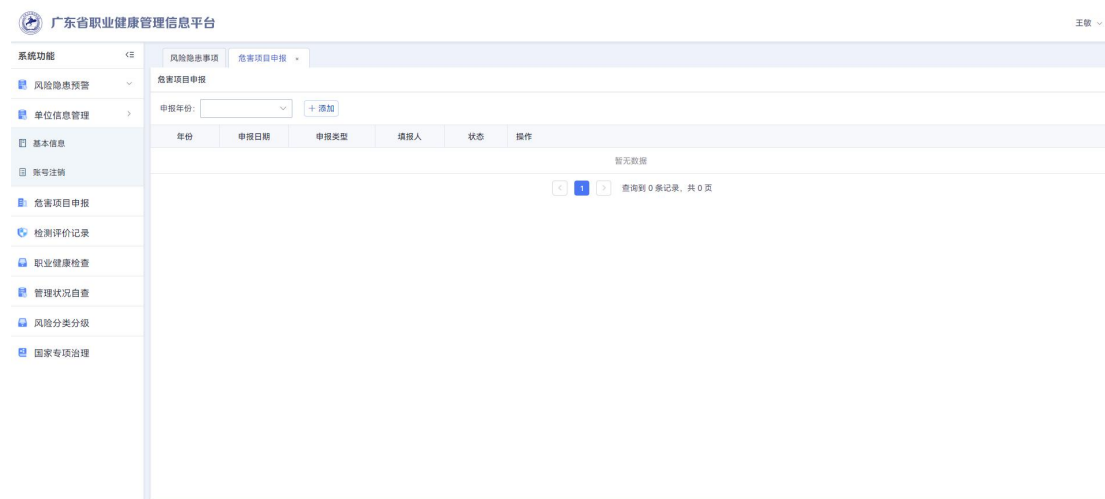 广东省职业健康管理信息平台
王敏
系统功能
风险隐患预警
单位信息管理
基本信息
账号注销
危害项目申报
检测评价记录
职业健康检查
管理状况自查
风险分类分级
国家专项治理
风险隐患事项 危害项目申报 ×
危害项目申报
申报年份: + 添加
年份 申报日期 申报类型 填报人 状态 操作
暂无数据
< 1 > 查询到 0 条记录，共 0 页